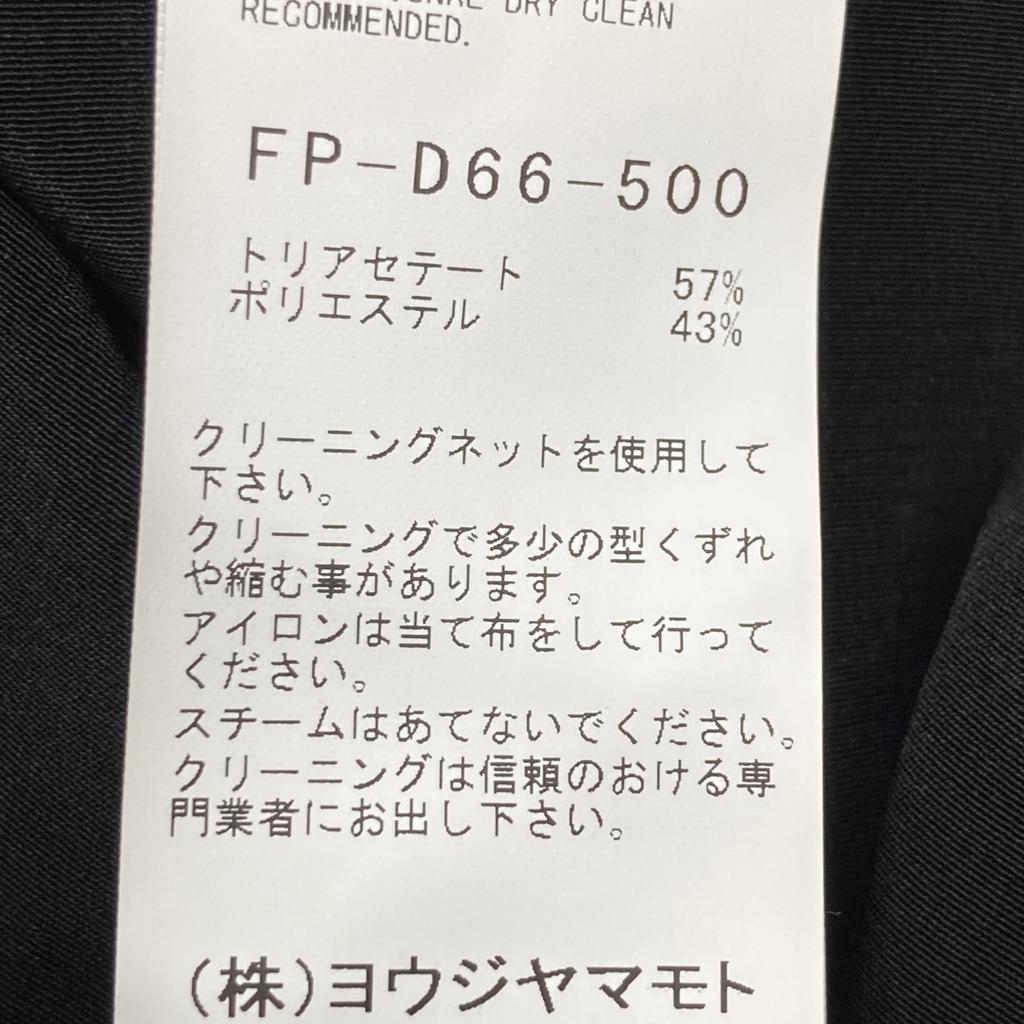 DRY CLEAN
RECOMMENDED.
FP-D66-500
トリアセテート 57%
ポリエステル 43%
クリーニングネットを使用して
下さい。
クリーニングで多少の型くずれ
や縮む事があります。
アイロンは当て布をして行って
ください。
スチームはあてないでください。
クリーニングは信頼のおける専
門業者にお出し下さい。
(株)ヨウジヤマモト